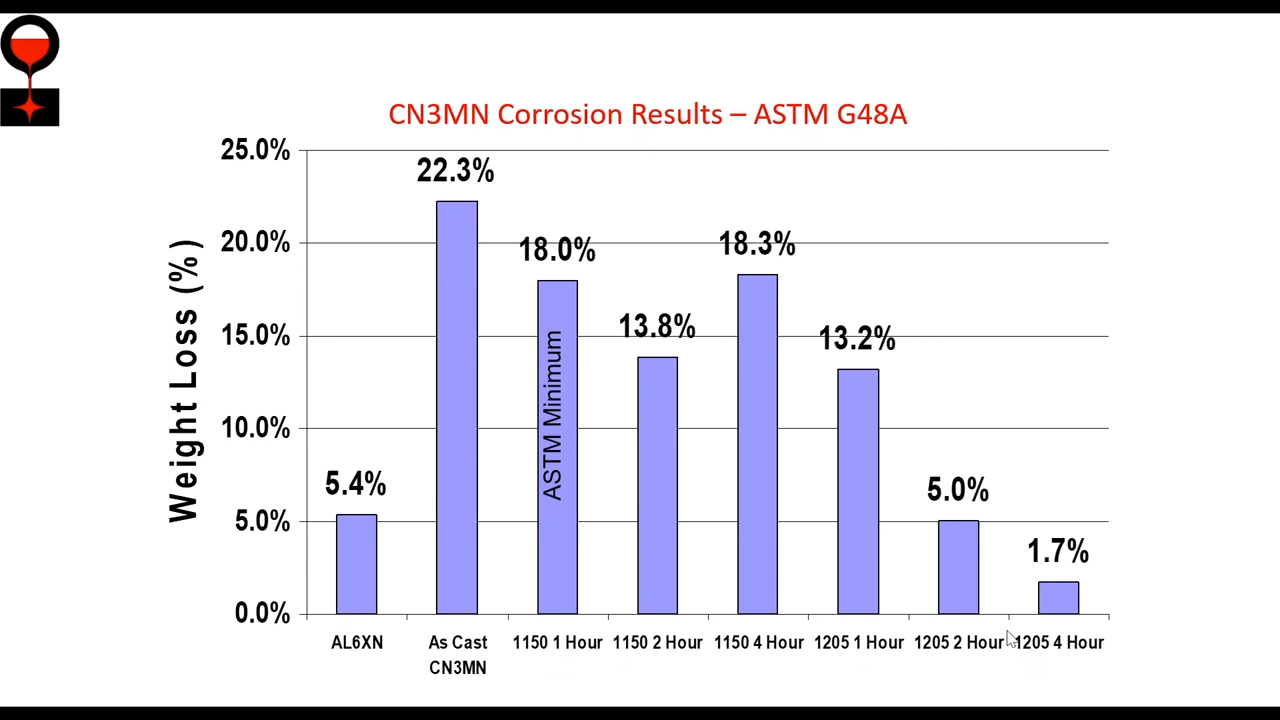 CN3MN Corrosion Results – ASTM G48A
Weight Loss (%)
25.0%
20.0%
15.0%
10.0%
5.0%
0.0%
5.4%
22.3%
18.0%
13.8%
18.3%
13.2%
5.0%
1.7%
ASTM Minimum
AL6XN
As Cast
CN3MN
1150 1 Hour
1150 2 Hour
1150 4 Hour
1205 1 Hour
1205 2 Hour
1205 4 Hour